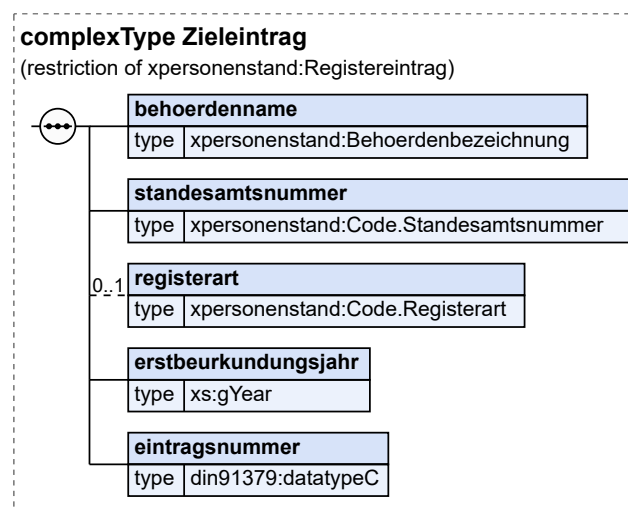 complexType Zieleintrag
(restriction of xpersonenstand:Registereintrag)
behoerdenname
type xpersonenstand:Behoerdenbezeichnung
standesamtsnummer
type xpersonenstand:Code.Standesamtsnummer
0..1
registerart
type xpersonenstand:Code.Registerart
erstbeurkundungsjahr
type xs:gYear
eintragsnummer
type din91379:datatypeC